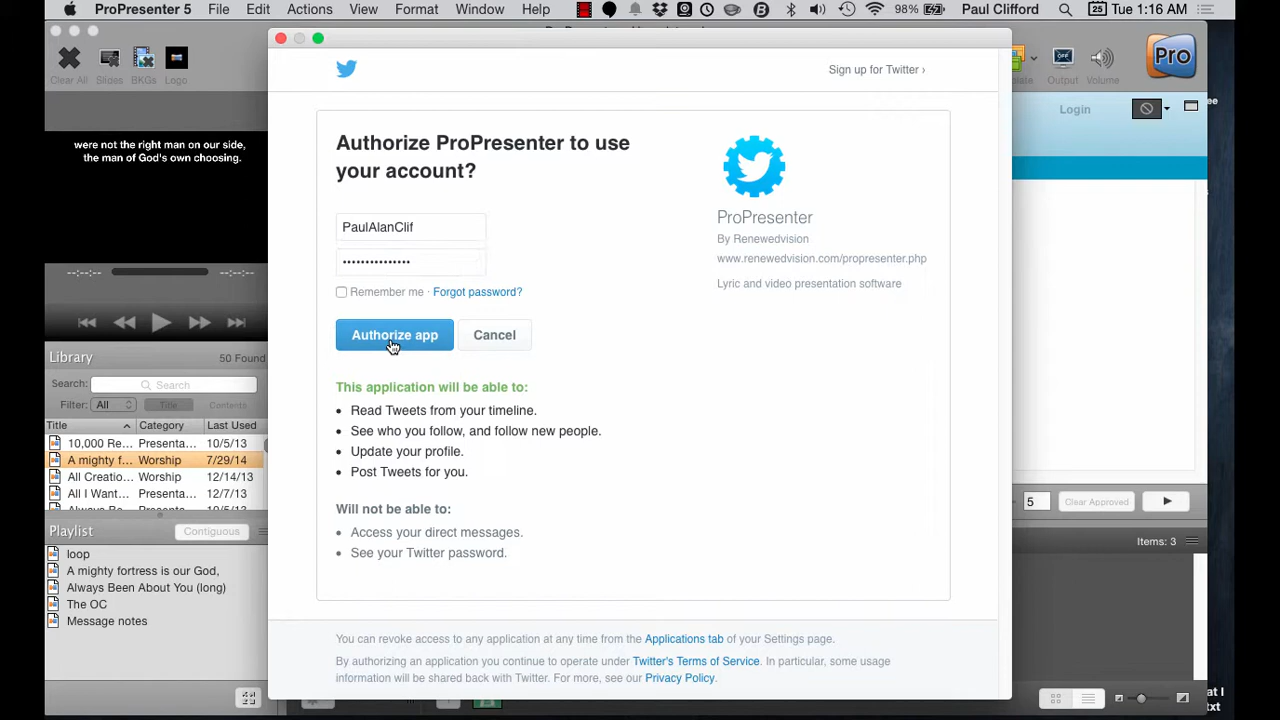 ProPresenter 5 File Edit Actions View Format Window Help 98% Paul Clifford 25 Tue 1:16 AM
Clear All Slides BKGs Logo
Output Volume
Pro
Sign up for Twitter ›
Login
were not the right man on our side,
the man of God's own choosing.
Authorize ProPresenter to use
your account?
PaulAlanClif
•••••••••••••••
Remember me · Forgot password?
Authorize app Cancel
ProPresenter
By Renewedvision
www.renewedvision.com/propresenter.php
Lyric and video presentation software
--:--:-- --:--:--
This application will be able to:
• Read Tweets from your timeline.
• See who you follow, and follow new people.
• Update your profile.
• Post Tweets for you.
Will not be able to:
• Access your direct messages.
• See your Twitter password.
You can revoke access to any application at any time from the Applications tab of your Settings page.
By authorizing an application you continue to operate under Twitter's Terms of Service. In particular, some usage
information will be shared back with Twitter. For more, see our Privacy Policy.
Library 50 Found
Search: Search
Filter: All Title Contents
Title Category Last Used
10,000 Re... Presenta... 10/5/13
A mighty f... Worship 7/29/14
All Creatio... Worship 12/14/13
All I Want... Presenta... 12/7/13
Playlist Contiguous
loop
A mighty fortress is our God,
Always Been About You (long)
The OC
Message notes
5 Clear Approved
Items: 3